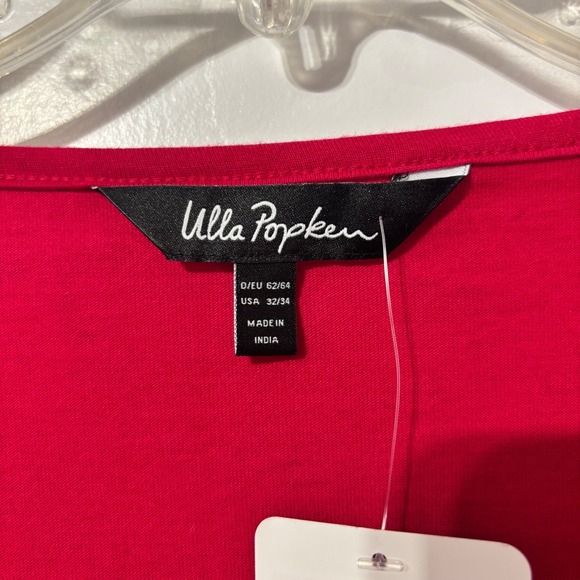 Ulla Popken
D/EU 62/64
USA 32/34
MADE IN
INDIA